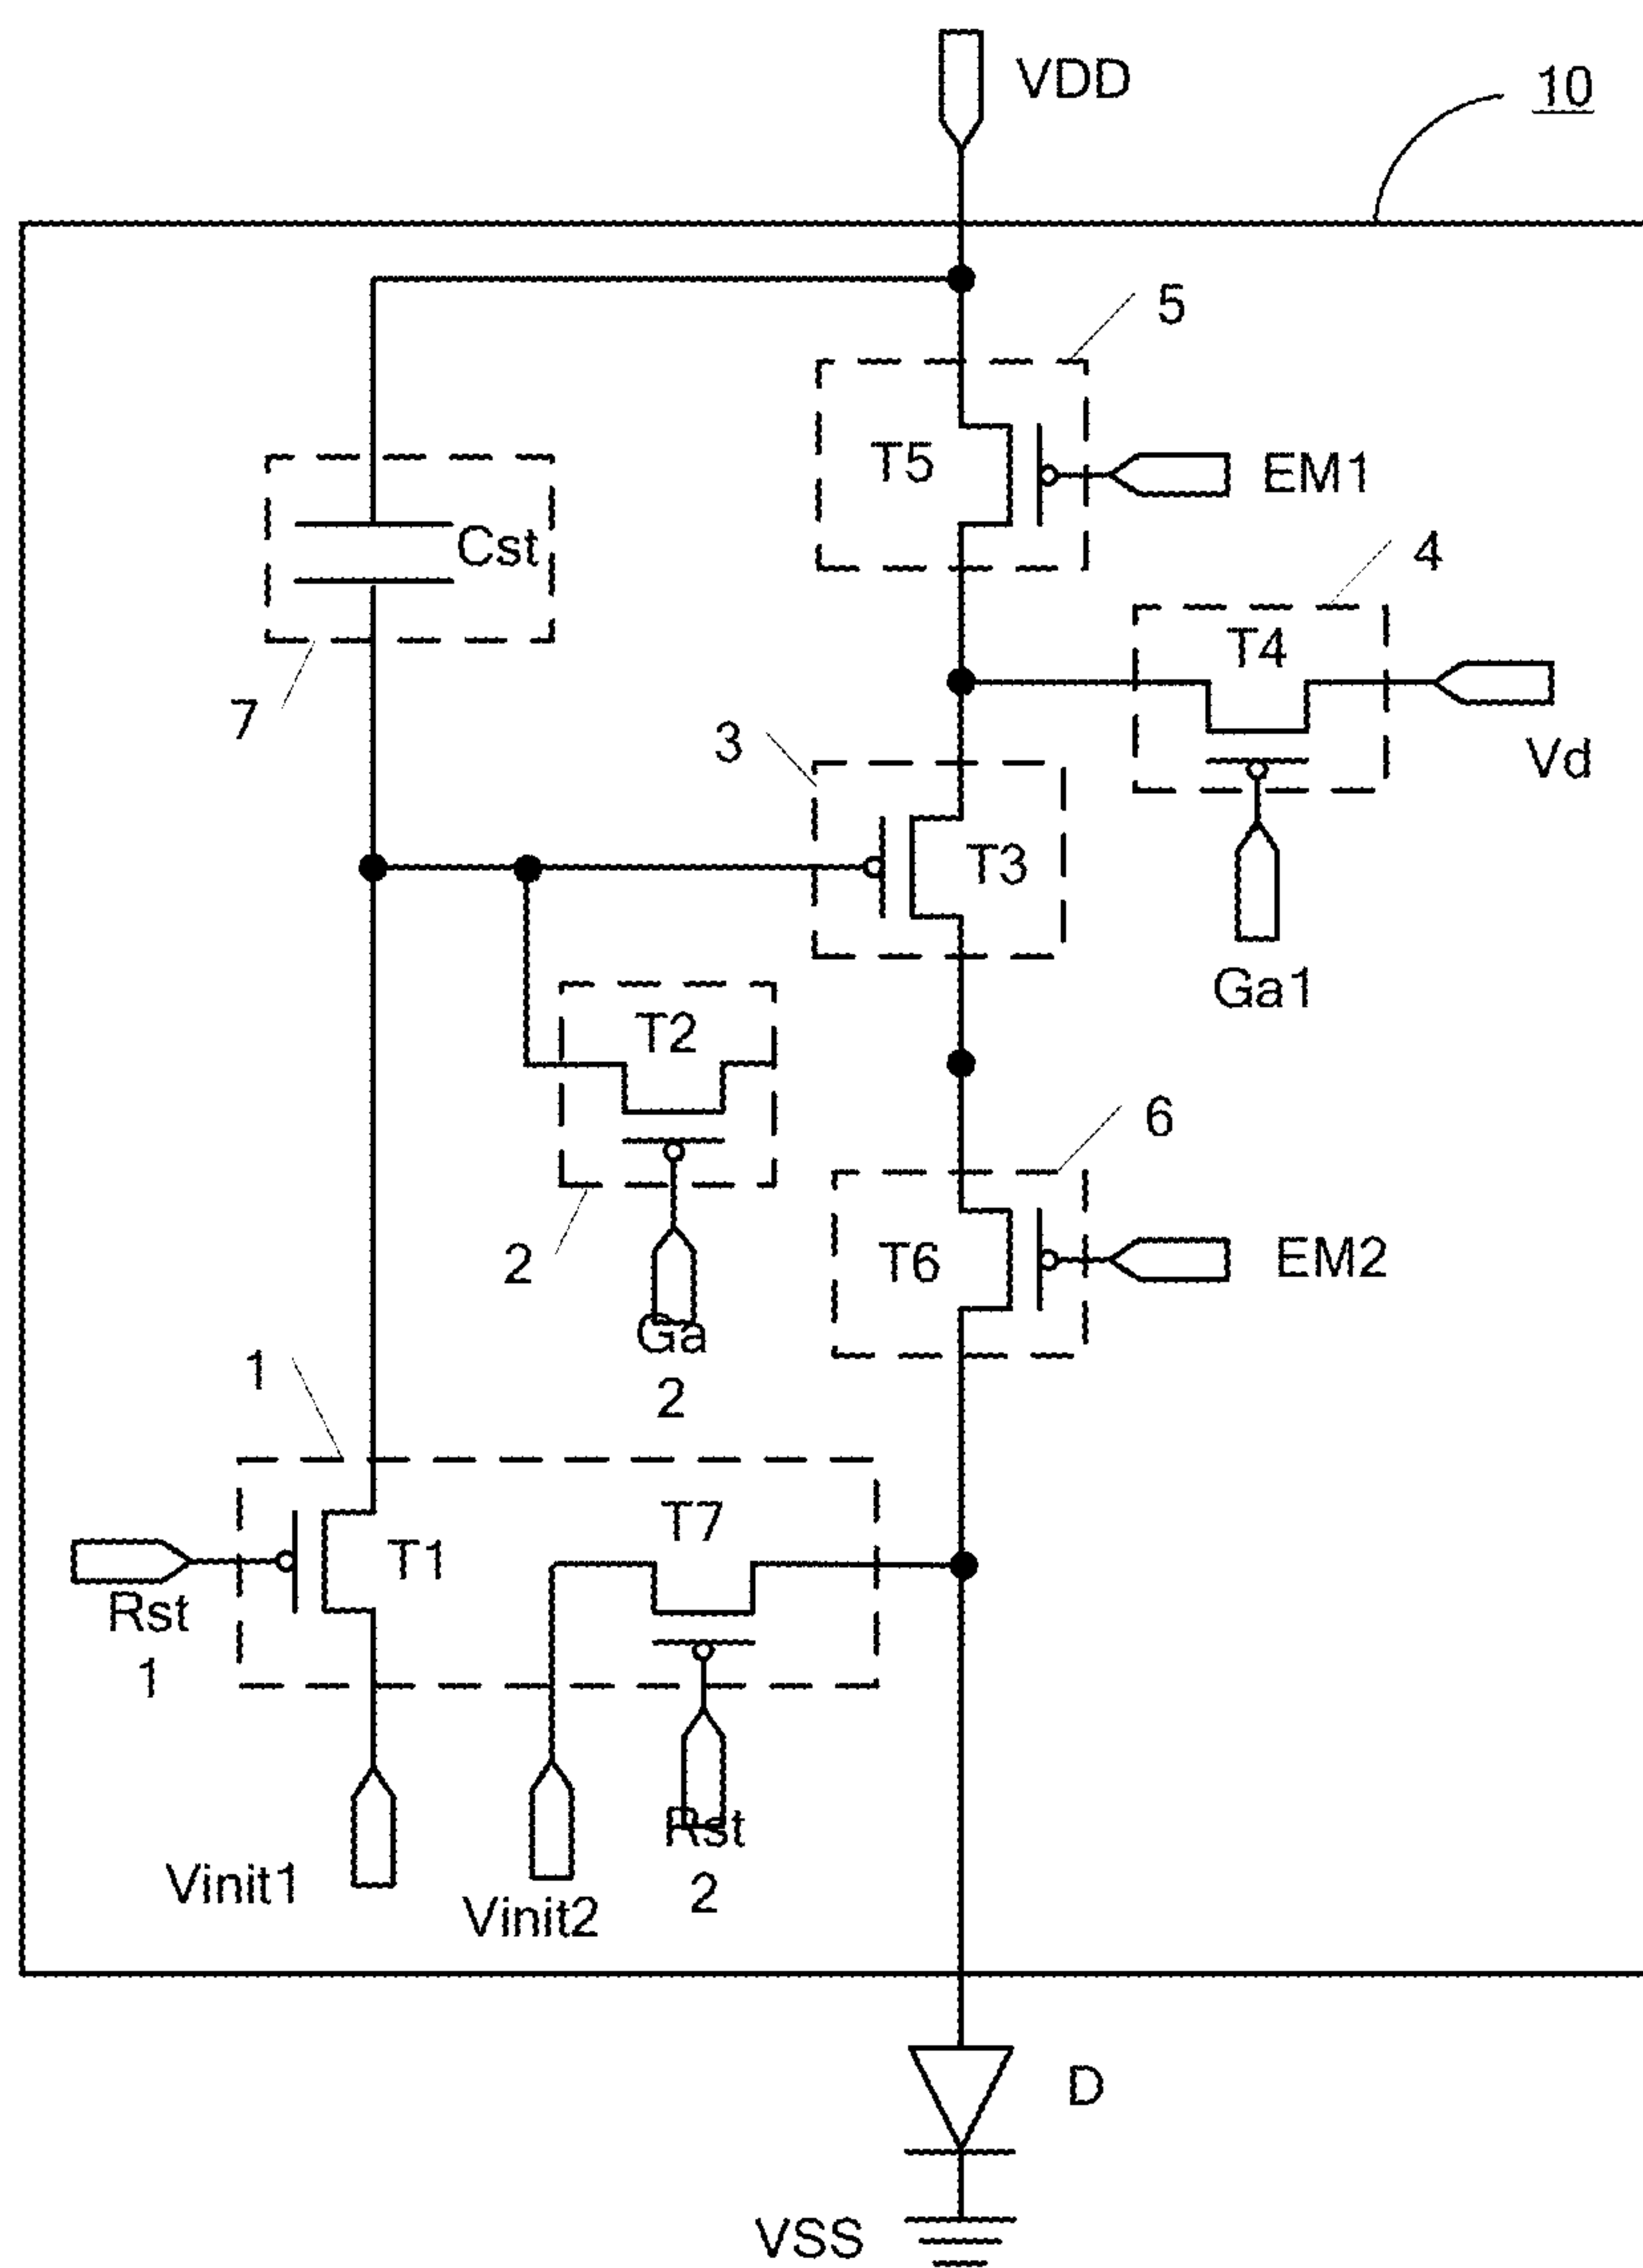 VDD
10
5
T5
EM1
Cst
4
T4
7
3
Vd
T3
Ga1
T2
6
2
T6
EM2
Ga
2
1
T7
T1
Rst
1
Rst
2
Vinit1
Vinit2
D
VSS